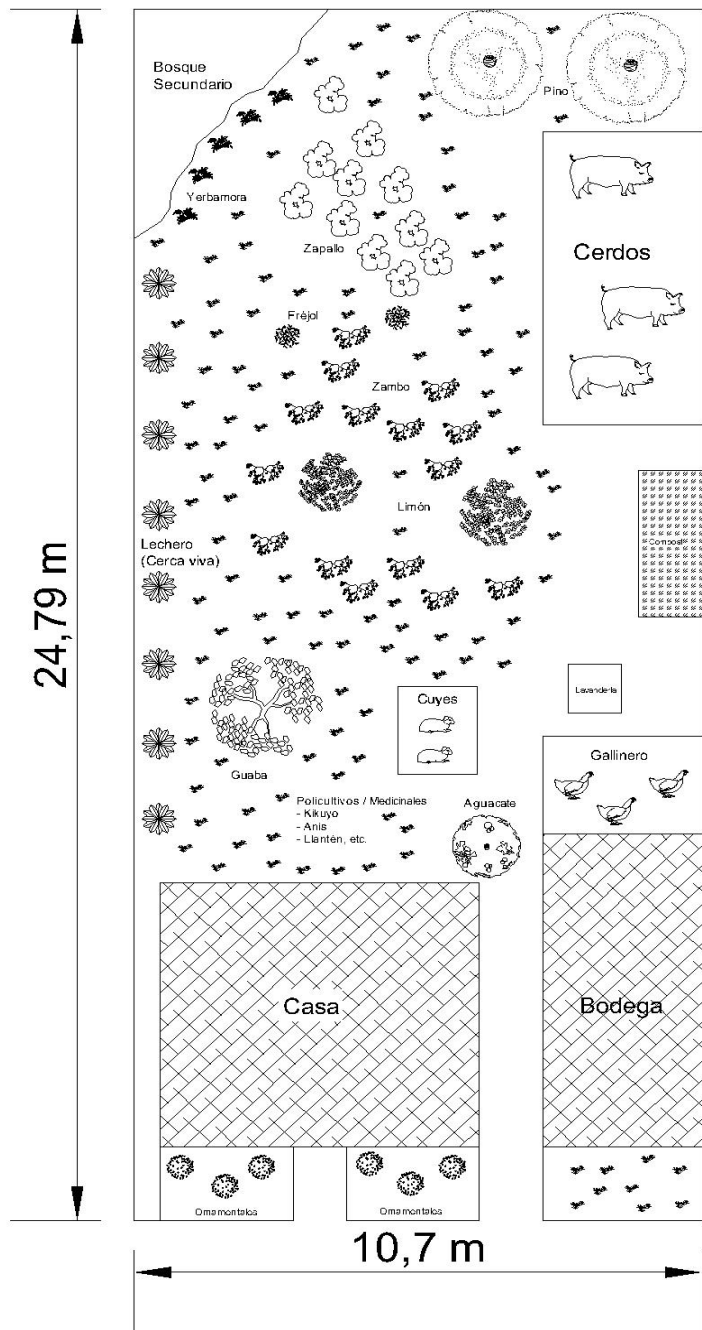 Bosque
Secundario
Pino
Yerbamora
Cerdos
Zapallo
Fréjol
Zambo
Limón
Lechero
(Cerca viva)
Compost
24,79 m
Lavandería
Cuyes
Gallinero
Guaba
Policultivos / Medicinales
- Kikuyo
- Anis
- Llantén, etc.
Aguacate
Casa
Bodega
Ornamentales
Ornamentales
10,7 m